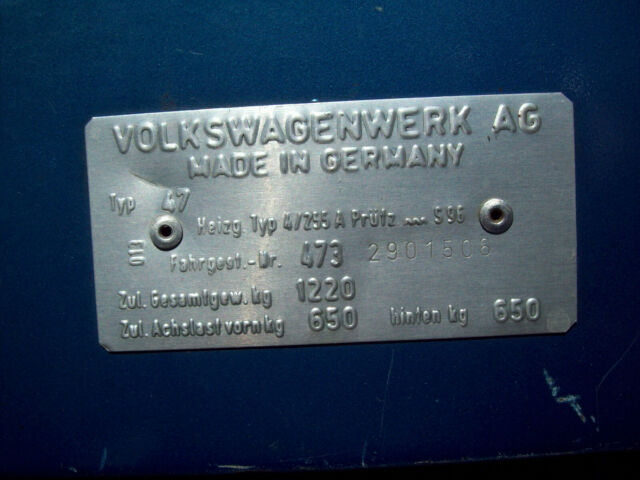 VOLKSWAGENWERK AG
MADE IN GERMANY
Typ 47
Heizg. Typ 4/255 A Prüfz ... S 96
Fahrgest.-Nr. 473 2901506
Zul. Gesamtgew. kg 1220
Zul. Achslast vorn kg 650 hinten kg 650